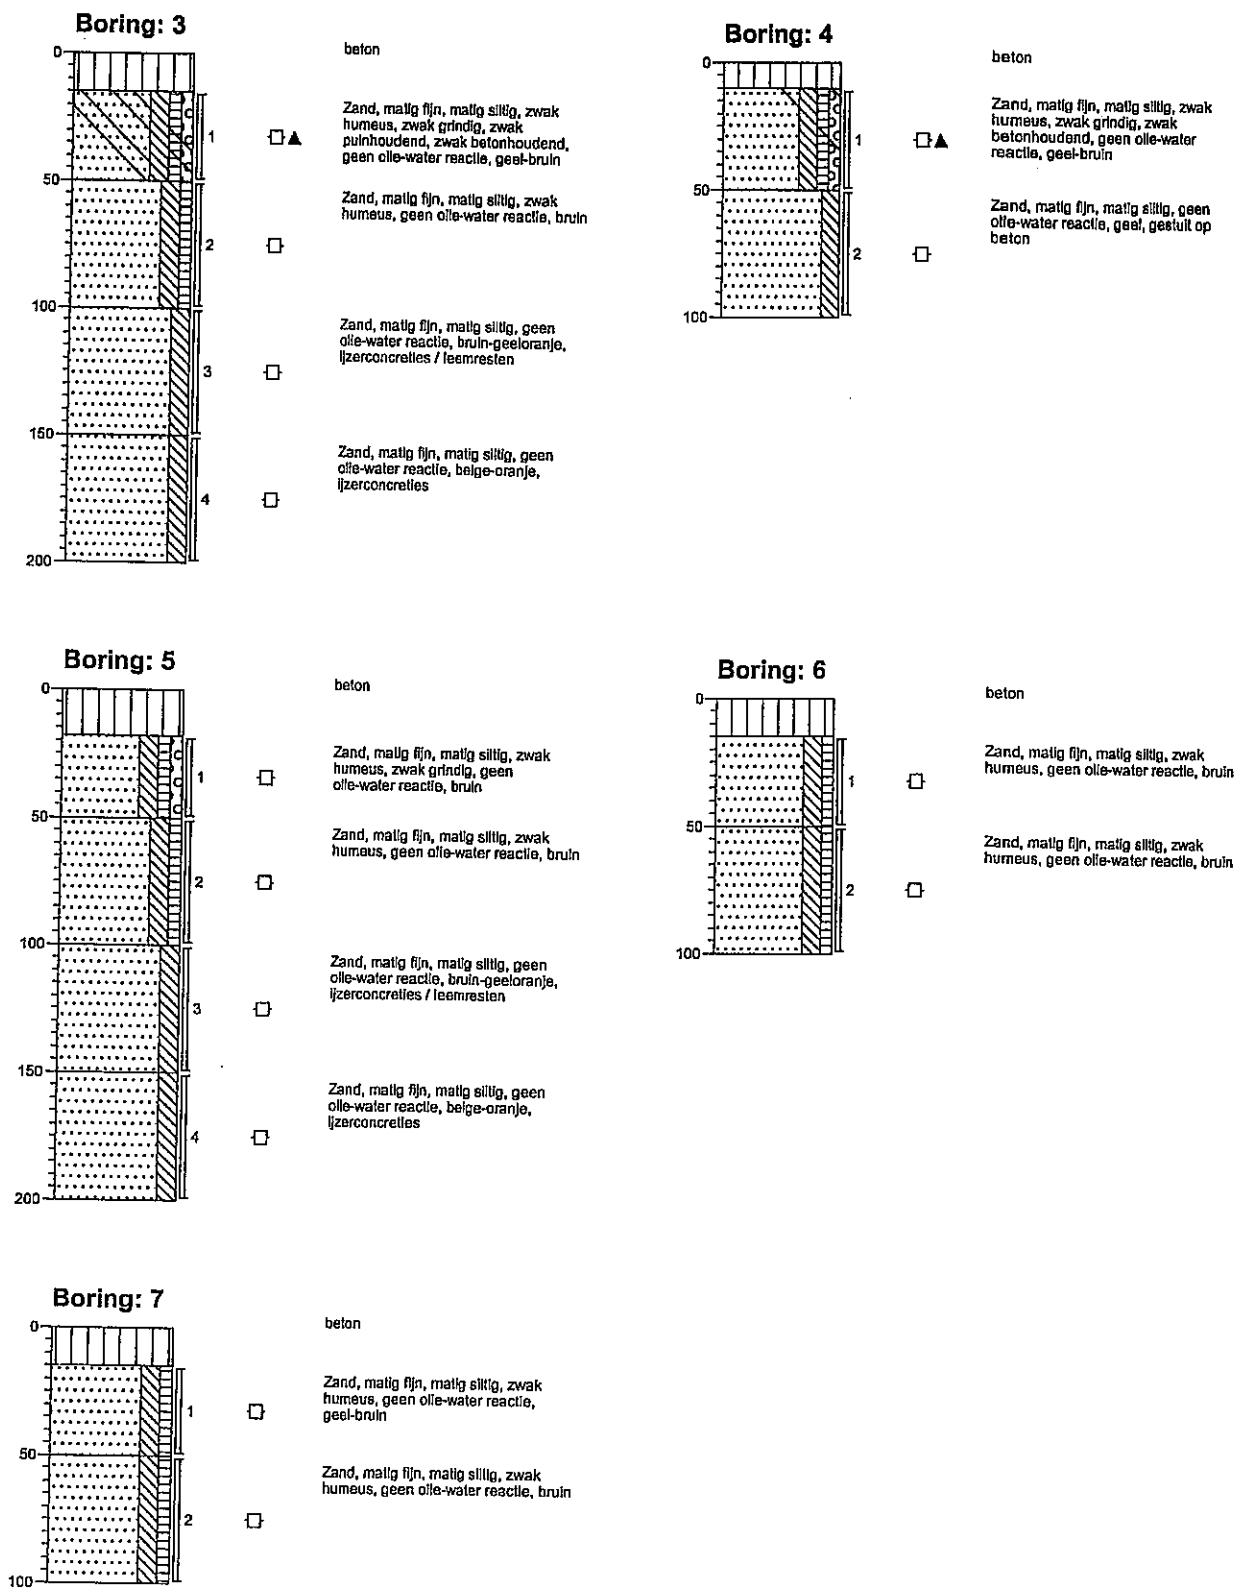 Boring: 3
0
beton
1
Zand, matig fijn, matig siltig, zwak
humeus, zwak grindig, zwak
puinhoudend, zwak betonhoudend,
geen olie-water reactie, geel-bruin
50
2
Zand, matig fijn, matig siltig, zwak
humeus, geen olie-water reactie, bruin
100
3
Zand, matig fijn, matig siltig, geen
olie-water reactie, bruin-geeloranje,
ijzerconcreties / leemresten
150
4
Zand, matig fijn, matig siltig, geen
olie-water reactie, beige-oranje,
ijzerconcreties
200
Boring: 4
0
beton
1
Zand, matig fijn, matig siltig, zwak
humeus, zwak grindig, zwak
betonhoudend, geen olie-water
reactie, geel-bruin
50
2
Zand, matig fijn, matig siltig, geen
olie-water reactie, geel, gestuit op
beton
100
Boring: 5
0
beton
1
Zand, matig fijn, matig siltig, zwak
humeus, zwak grindig, geen
olie-water reactie, bruin
50
2
Zand, matig fijn, matig siltig, zwak
humeus, geen olie-water reactie, bruin
100
3
Zand, matig fijn, matig siltig, geen
olie-water reactie, bruin-geeloranje,
ijzerconcreties / leemresten
150
4
Zand, matig fijn, matig siltig, geen
olie-water reactie, beige-oranje,
ijzerconcreties
200
Boring: 6
0
beton
1
Zand, matig fijn, matig siltig, zwak
humeus, geen olie-water reactie, bruin
50
2
Zand, matig fijn, matig siltig, zwak
humeus, geen olie-water reactie, bruin
100
Boring: 7
0
beton
1
Zand, matig fijn, matig siltig, zwak
humeus, geen olie-water reactie,
geel-bruin
50
2
Zand, matig fijn, matig siltig, zwak
humeus, geen olie-water reactie, bruin
100